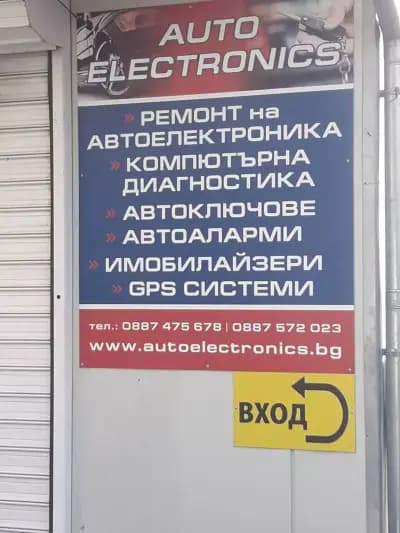 AUTO
ELECTRONICS
» РЕМОНТ на
АВТОЕЛЕКТРОНИКА
» КОМПЮТЪРНА
ДИАГНОСТИКА
» АВТОКЛЮЧОВЕ
» АВТОАЛАРМИ
» ИМОБИЛАЙЗЕРИ
» GPS СИСТЕМИ
тел.: 0887 475 678 | 0887 572 023
www.autoelectronics.bg
ВХОД